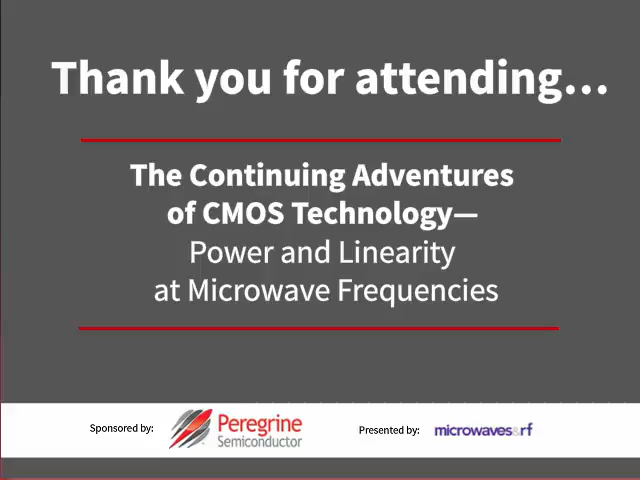 Thank you for attending...
The Continuing Adventures
of CMOS Technology—
Power and Linearity
at Microwave Frequencies
Sponsored by:
Peregrine
Semiconductor
Presented by:
microwaves&rf